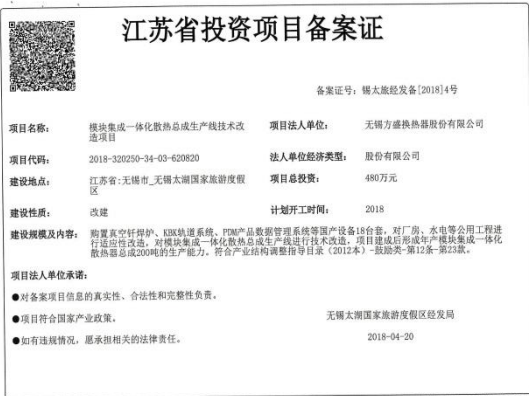 江苏省投资项目备案证
备案证号：锡太旅经发备[2018]4号
项目名称： 模块集成一体化散热总成生产线技术改造项目 项目法人单位： 无锡方盛换热器股份有限公司
项目代码： 2018-320250-34-03-620820 法人单位经济类型： 股份有限公司
建设地点： 江苏省:无锡市_无锡太湖国家旅游度假区 项目总投资： 480万元
建设性质： 改建 计划开工时间： 2018
建设规模及内容： 购置真空钎焊炉、KBK轨道系统、PDM产品数据管理系统等国产设备18台套，对厂房、水电等公用工程进
行适应性改造，对模块集成一体化散热总成生产线进行技术改造，项目建成后形成年产模块集成一体化
散热器总成200吨的生产能力。符合产业结构调整指导目录（2012本）-鼓励类-第12条-第23款。
项目法人单位承诺：
●对备案项目信息的真实性、合法性和完整性负责。
●项目符合国家产业政策。
●如有违规情况，愿承担相关的法律责任。
无锡太湖国家旅游度假区经发局
2018-04-20